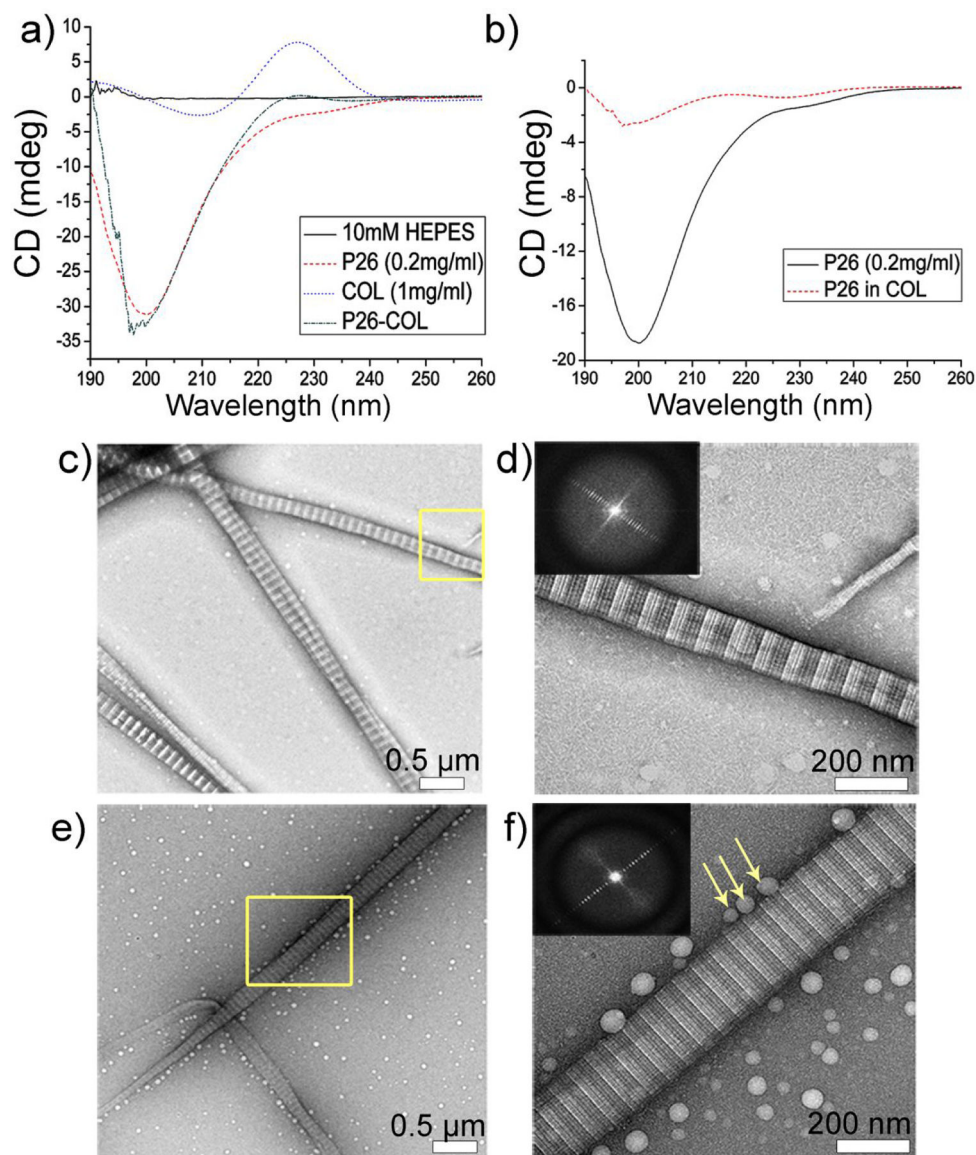 a)
CD (mdeg)
10
5
0
-5
-10
-15
-20
-25
-30
-35
10mM HEPES
P26 (0.2mg/ml)
COL (1mg/ml)
P26-COL
190 200 210 220 230 240 250 260
Wavelength (nm)
b)
CD (mdeg)
0
-4
-8
-12
-16
-20
P26 (0.2mg/ml)
P26 in COL
190 200 210 220 230 240 250 260
Wavelength (nm)
c)
0.5 µm
d)
200 nm
e)
0.5 µm
f)
200 nm